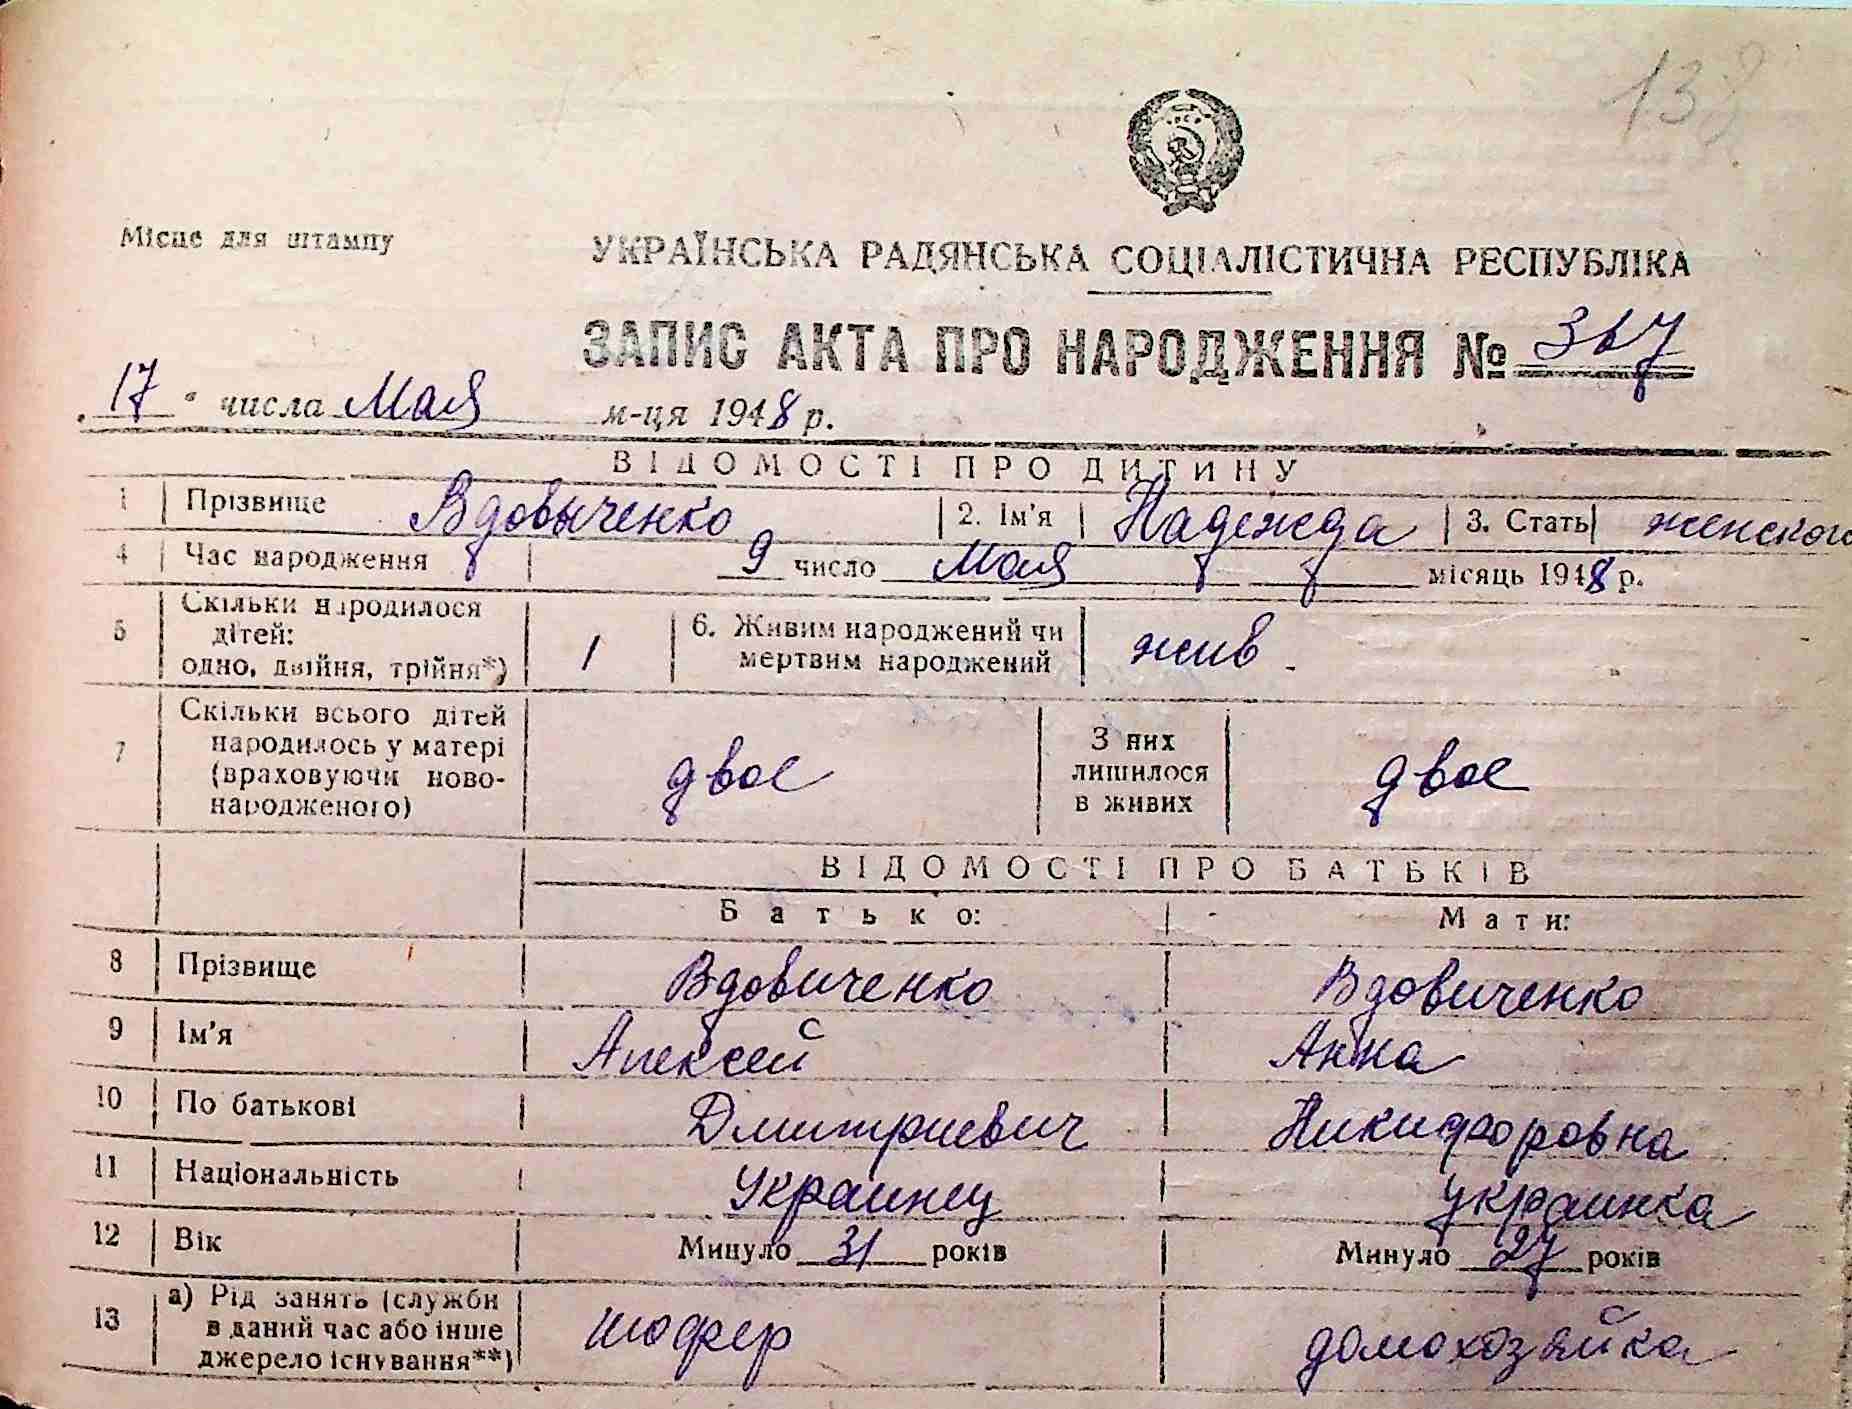 138
Місце для штампу
УКРАЇНСЬКА РАДЯНСЬКА СОЦІАЛІСТИЧНА РЕСПУБЛІКА
ЗАПИС АКТА ПРО НАРОДЖЕННЯ №
„17“ числа Мая м-ця 1948 р.
ВІДОМОСТІ ПРО ДИТИНУ
1 Прізвище Вдовыченко 2. Ім'я Надежда 3. Стать женского
4 Час народження 9 число Мая місяць 1948 р.
5 Скільки народилося
дітей:
одно, двійня, трійня*) 1 6. Живим народжений чи
мертвим народжений жив.
7 Скільки всього дітей
народилось у матері
(враховуючи ново-
народженого) двое З них
лишилося
в живих двое
ВІДОМОСТІ ПРО БАТЬКІВ
Батько: Мати:
8 Прізвище Вдовиченко Вдовиченко
9 Ім'я Алексей Анна
10 По батькові Дмитриевич Никифоровна
11 Національність Украинец украинка
12 Вік Минуло 31 років Минуло 27 років
13 а) Рід занять (служби
в даний час або інше
джерело існування**) шофер домохозяйка